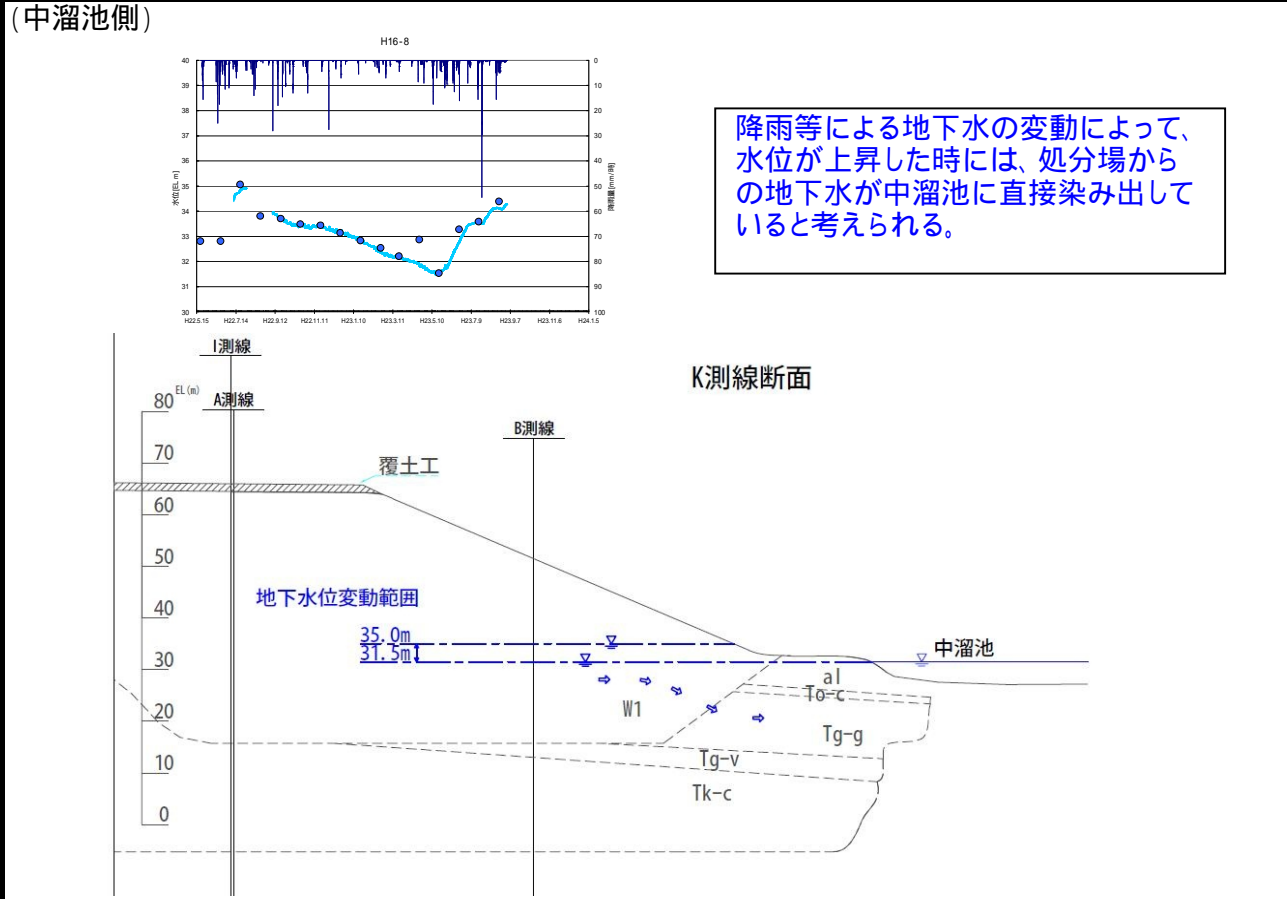 (中溜池側)
H16-8
40
39
38
37
36
35
34
33
32
31
30
水位[EL m]
0
10
20
30
40
50
60
70
80
90
100
降雨量[mm/時]
H22.5.15 H22.7.14 H22.9.12 H22.11.11 H23.1.10 H23.3.11 H23.5.10 H23.7.9 H23.9.7 H23.11.6 H24.1.5
降雨等による地下水の変動によって、
水位が上昇した時には、処分場から
の地下水が中溜池に直接染み出して
いると考えられる。
I測線
K測線断面
EL(m)
A測線
B測線
覆土工
80
70
60
50
40
30
20
10
0
地下水位変動範囲
35.0m
31.5m
中溜池
al
To-c
W1
Tg-g
Tg-v
Tk-c